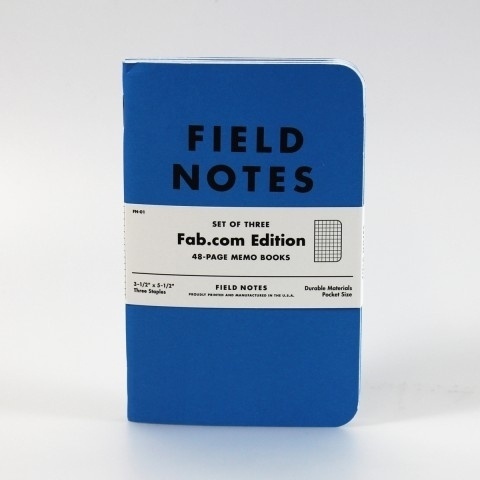 FIELD
NOTES
FN-01
SET OF THREE
Fab.com Edition
48-PAGE MEMO BOOKS
3-1/2" x 5-1/2"
Three Staples
FIELD NOTES
PROUDLY PRINTED AND MANUFACTURED IN THE U.S.A.
Durable Materials
Pocket Size